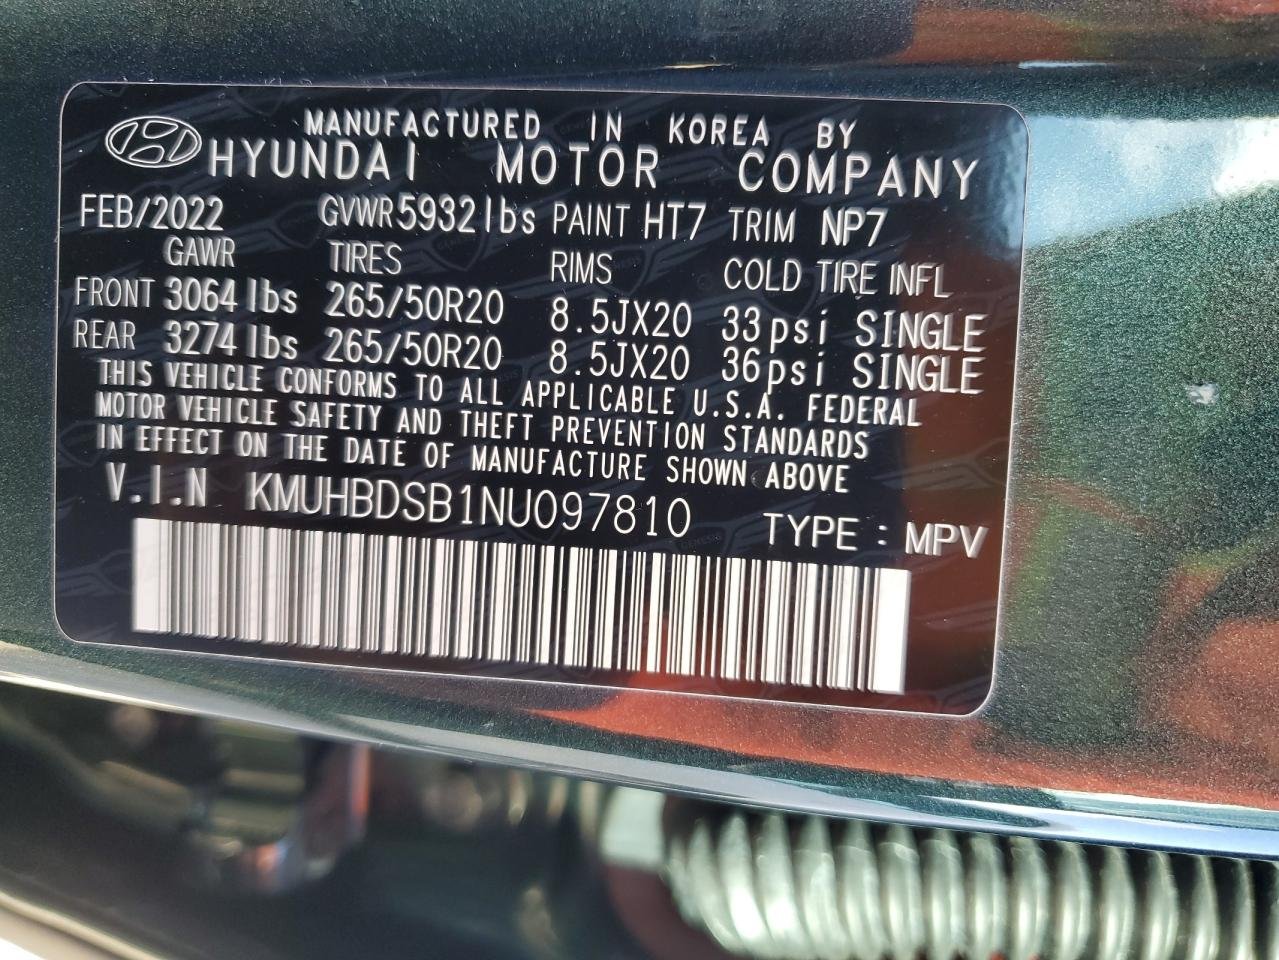 MANUFACTURED IN KOREA BY
HYUNDAI MOTOR COMPANY
FEB/2022 GVWR 5932 lbs PAINT HT7 TRIM NP7
GAWR TIRES RIMS COLD TIRE INFL
FRONT 3064 lbs 265/50R20 8.5JX20 33psi SINGLE
REAR 3274 lbs 265/50R20 8.5JX20 36psi SINGLE
THIS VEHICLE CONFORMS TO ALL APPLICABLE U.S.A. FEDERAL
MOTOR VEHICLE SAFETY AND THEFT PREVENTION STANDARDS
IN EFFECT ON THE DATE OF MANUFACTURE SHOWN ABOVE
V.I.N KMUHBDSB1NU097810 TYPE : MPV